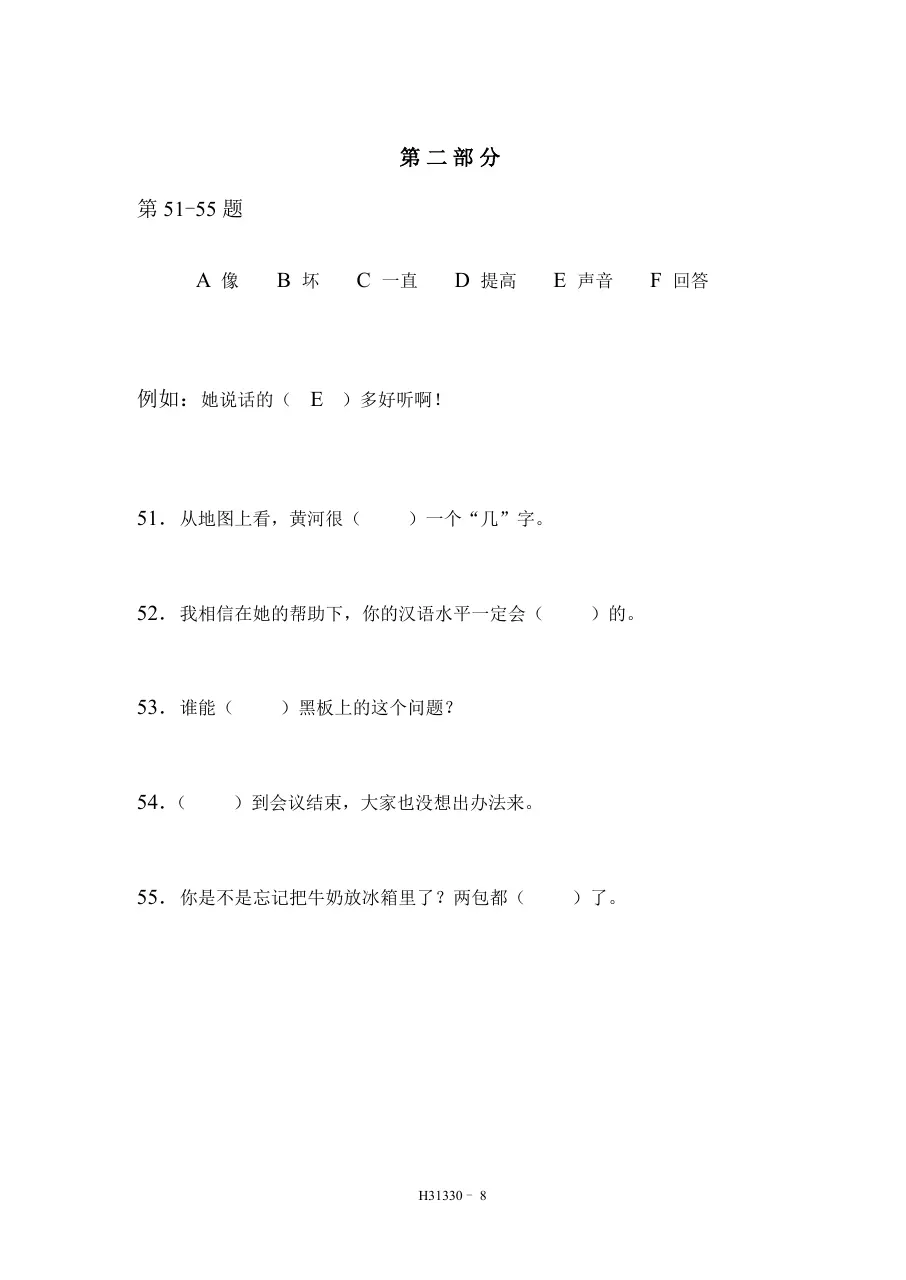 第 二 部 分
第 51-55 题
A 像 B 坏 C 一直 D 提高 E 声音 F 回答
例如：她说话的（ E ）多好听啊！
51．从地图上看，黄河很（ ）一个“几”字。
52．我相信在她的帮助下，你的汉语水平一定会（ ）的。
53．谁能（ ）黑板上的这个问题？
54．（ ）到会议结束，大家也没想出办法来。
55．你是不是忘记把牛奶放冰箱里了？两包都（ ）了。
H31330 - 8